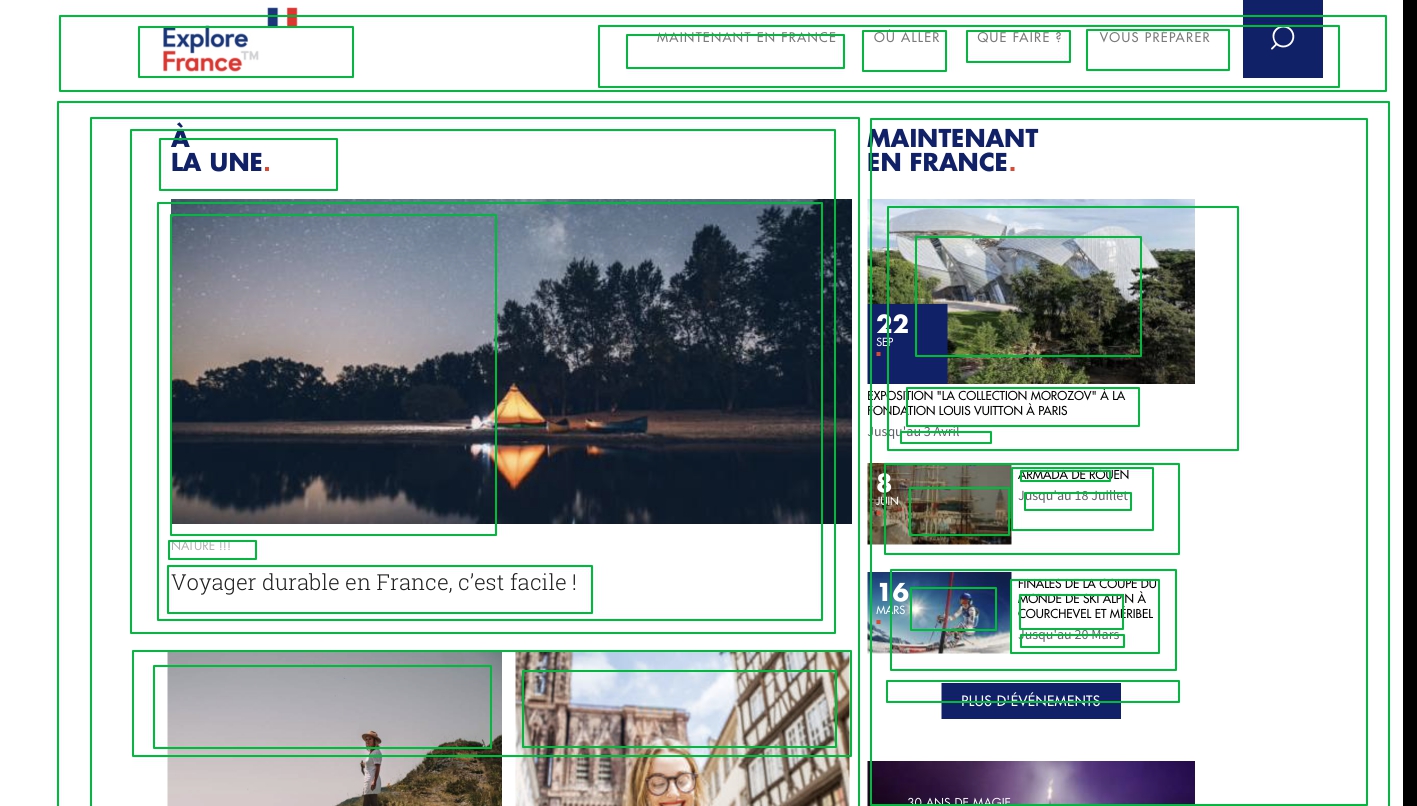 Explore
France™
MAINTENANT EN FRANCE
OÙ ALLER
QUE FAIRE ?
VOUS PREPARER
À
LA UNE.
NATURE !!!
Voyager durable en France, c’est facile !
MAINTENANT
EN FRANCE.
22
SEP
EXPOSITION "LA COLLECTION MOROZOV" À LA
FONDATION LOUIS VUITTON À PARIS
Jusqu'au 3 Avril
8
JUIN
ARMADA DE ROUEN
Jusqu'au 18 Juillet
16
MARS
FINALES DE LA COUPE DU
MONDE DE SKI ALPIN À
COURCHEVEL ET MÉRIBEL
Jusqu'au 20 Mars
PLUS D'ÉVÉNEMENTS
30 ANS DE MAGIE